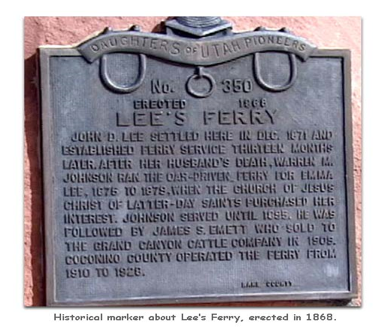 DAUGHTERS OF UTAH PIONEERS
No. 350
ERECTED 1968
LEE'S FERRY
JOHN D. LEE SETTLED HERE IN DEC. 1871 AND
ESTABLISHED FERRY SERVICE THIRTEEN MONTHS
LATER. AFTER HER HUSBAND'S DEATH, WARREN M.
JOHNSON RAN THE OAR-DRIVEN FERRY FOR EMMA
LEE, 1875 TO 1879, WHEN THE CHURCH OF JESUS
CHRIST OF LATTER-DAY SAINTS PURCHASED HER
INTEREST. JOHNSON SERVED UNTIL 1895. HE WAS
FOLLOWED BY JAMES S. EMETT WHO SOLD TO
THE GRAND CANYON CATTLE COMPANY IN 1909.
COCONINO COUNTY OPERATED THE FERRY FROM
1910 TO 1928.
KANE COUNTY
Historical marker about Lee's Ferry, erected in 1868.